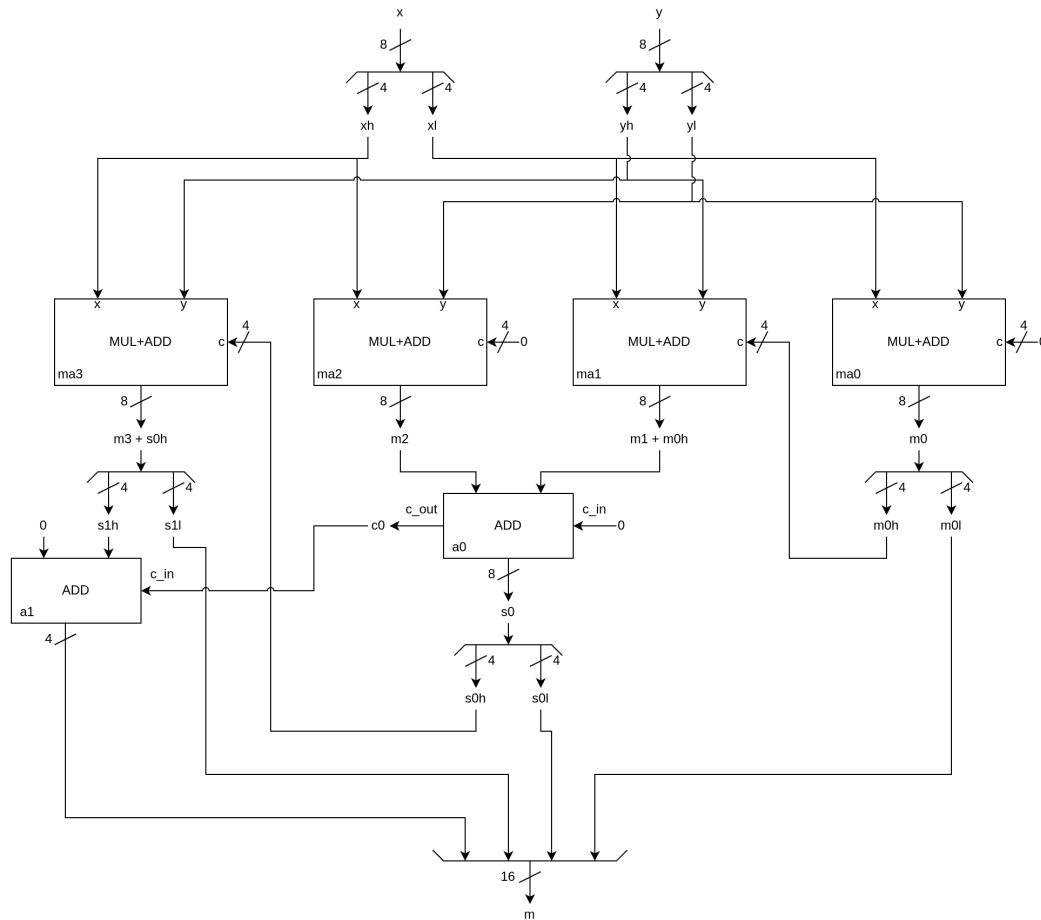 x y
8 8
4 4 4 4
xh xl yh yl
x y x y x y x y
4 4 4 4
MUL+ADD c MUL+ADD c 0 MUL+ADD c MUL+ADD c 0
ma3 ma2 ma1 ma0
8 8 8 8
m3 + s0h m2 m1 + m0h m0
4 4 4 4
c_out c_in
0 s1h s1l c0 ADD 0 m0h m0l
a0
c_in 8
ADD
a1 s0
4 4 4
s0h s0l
16
m